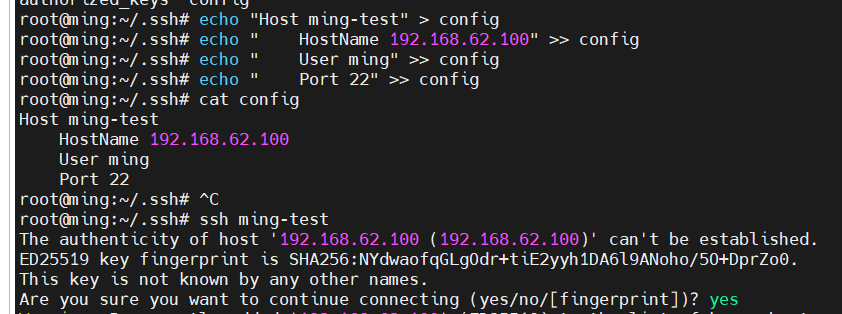 authorized_keys  config
root@ming:~/.ssh# echo "Host ming-test" > config
root@ming:~/.ssh# echo "    HostName 192.168.62.100" >> config
root@ming:~/.ssh# echo "    User ming" >> config
root@ming:~/.ssh# echo "    Port 22" >> config
root@ming:~/.ssh# cat config
Host ming-test
    HostName 192.168.62.100
    User ming
    Port 22
root@ming:~/.ssh# ^C
root@ming:~/.ssh# ssh ming-test
The authenticity of host '192.168.62.100 (192.168.62.100)' can't be established.
ED25519 key fingerprint is SHA256:NYdwaofqGLgOdr+tiE2yyh1DA6l9ANoho/5O+DprZo0.
This key is not known by any other names.
Are you sure you want to continue connecting (yes/no/[fingerprint])? yes